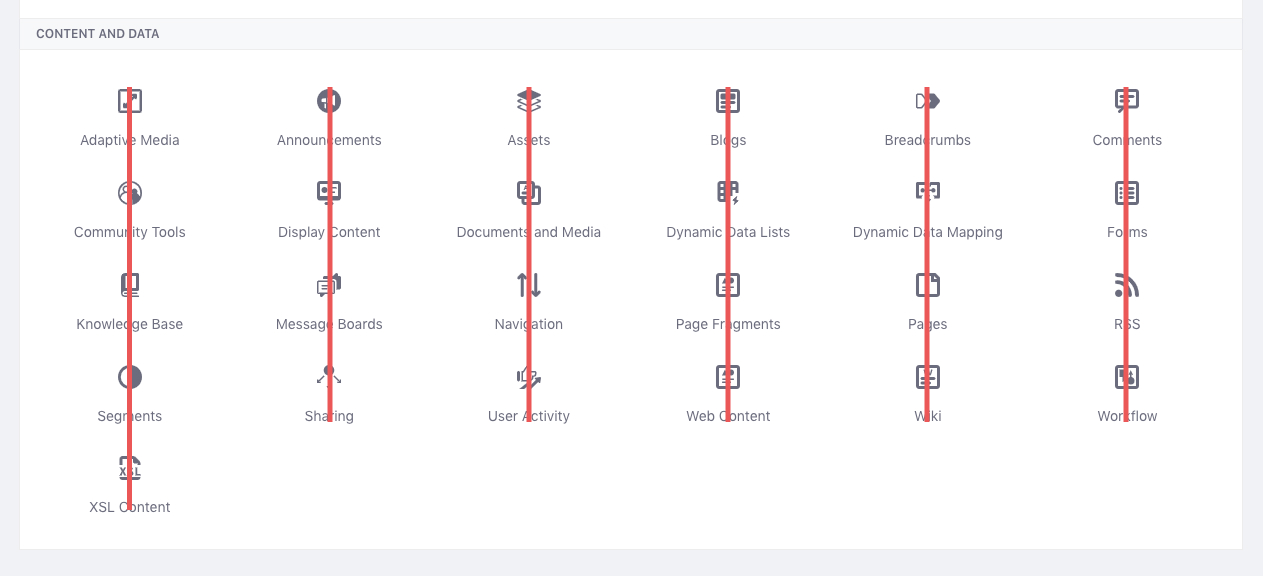 CONTENT AND DATA
Adaptive Media
Announcements
Assets
Blogs
Breadcrumbs
Comments
Community Tools
Display Content
Documents and Media
Dynamic Data Lists
Dynamic Data Mapping
Forms
Knowledge Base
Message Boards
Navigation
Page Fragments
Pages
RSS
Segments
Sharing
User Activity
Web Content
Wiki
Workflow
XSL
XSL Content